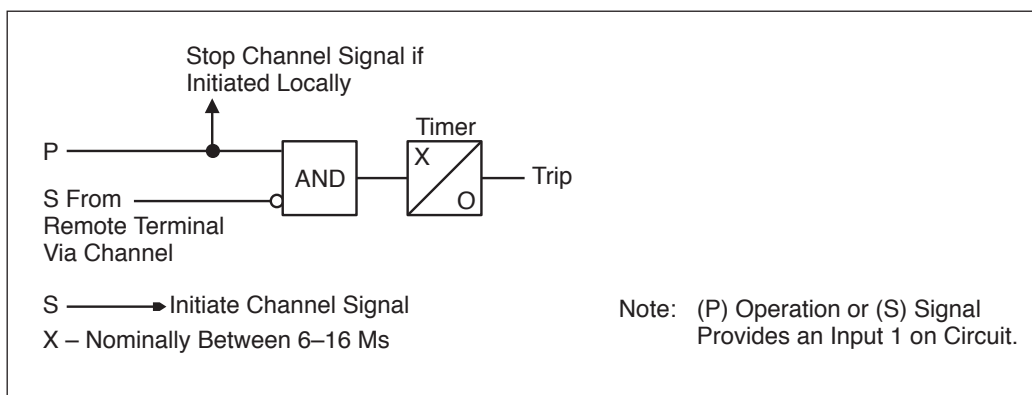 Stop Channel Signal if
Initiated Locally
P
AND
Timer
X
O
Trip
S From
Remote Terminal
Via Channel
S Initiate Channel Signal
X – Nominally Between 6–16 Ms
Note: (P) Operation or (S) Signal
Provides an Input 1 on Circuit.